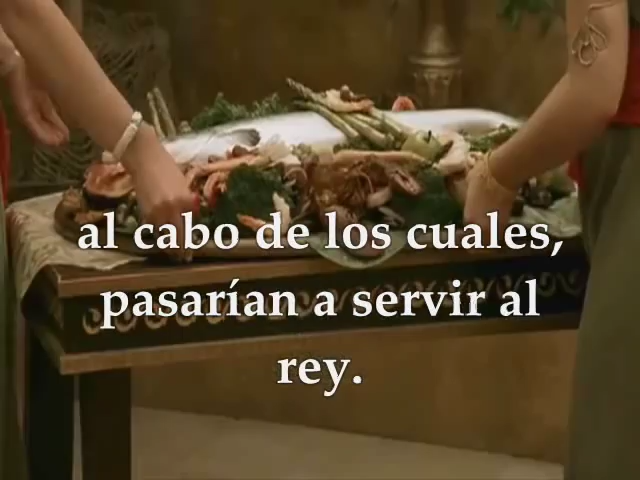 al cabo de los cuales,
pasarían a servir al
rey.